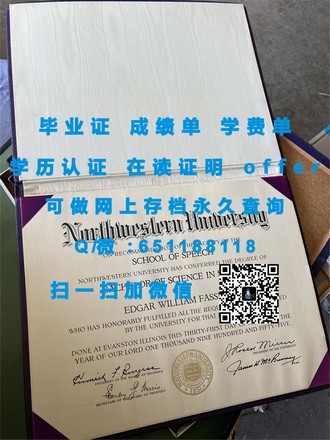 毕业证 成绩单 学费单
学历认证 在读证明 offer
可做网上存档永久查询
Q/微:651188118
扫一扫加微信
Northwestern University
SCHOOL OF SPEECH
NORTHWESTERN UNIVERSITY HAS CONFERRED THE DEGREE OF
OF SCIENCE IN
EDGAR WILLIAM
WHO HAS HONORABLY FULFILLED ALL THE
BY THE UNIVERSITY FOR THAT
DONE AT EVANSTON ILLINOIS THIS THIRTY-FIRST DAY OF
YEAR OF OUR LORD ONE THOUSAND NINE HUNDRED AND FIFTY-FIVE.